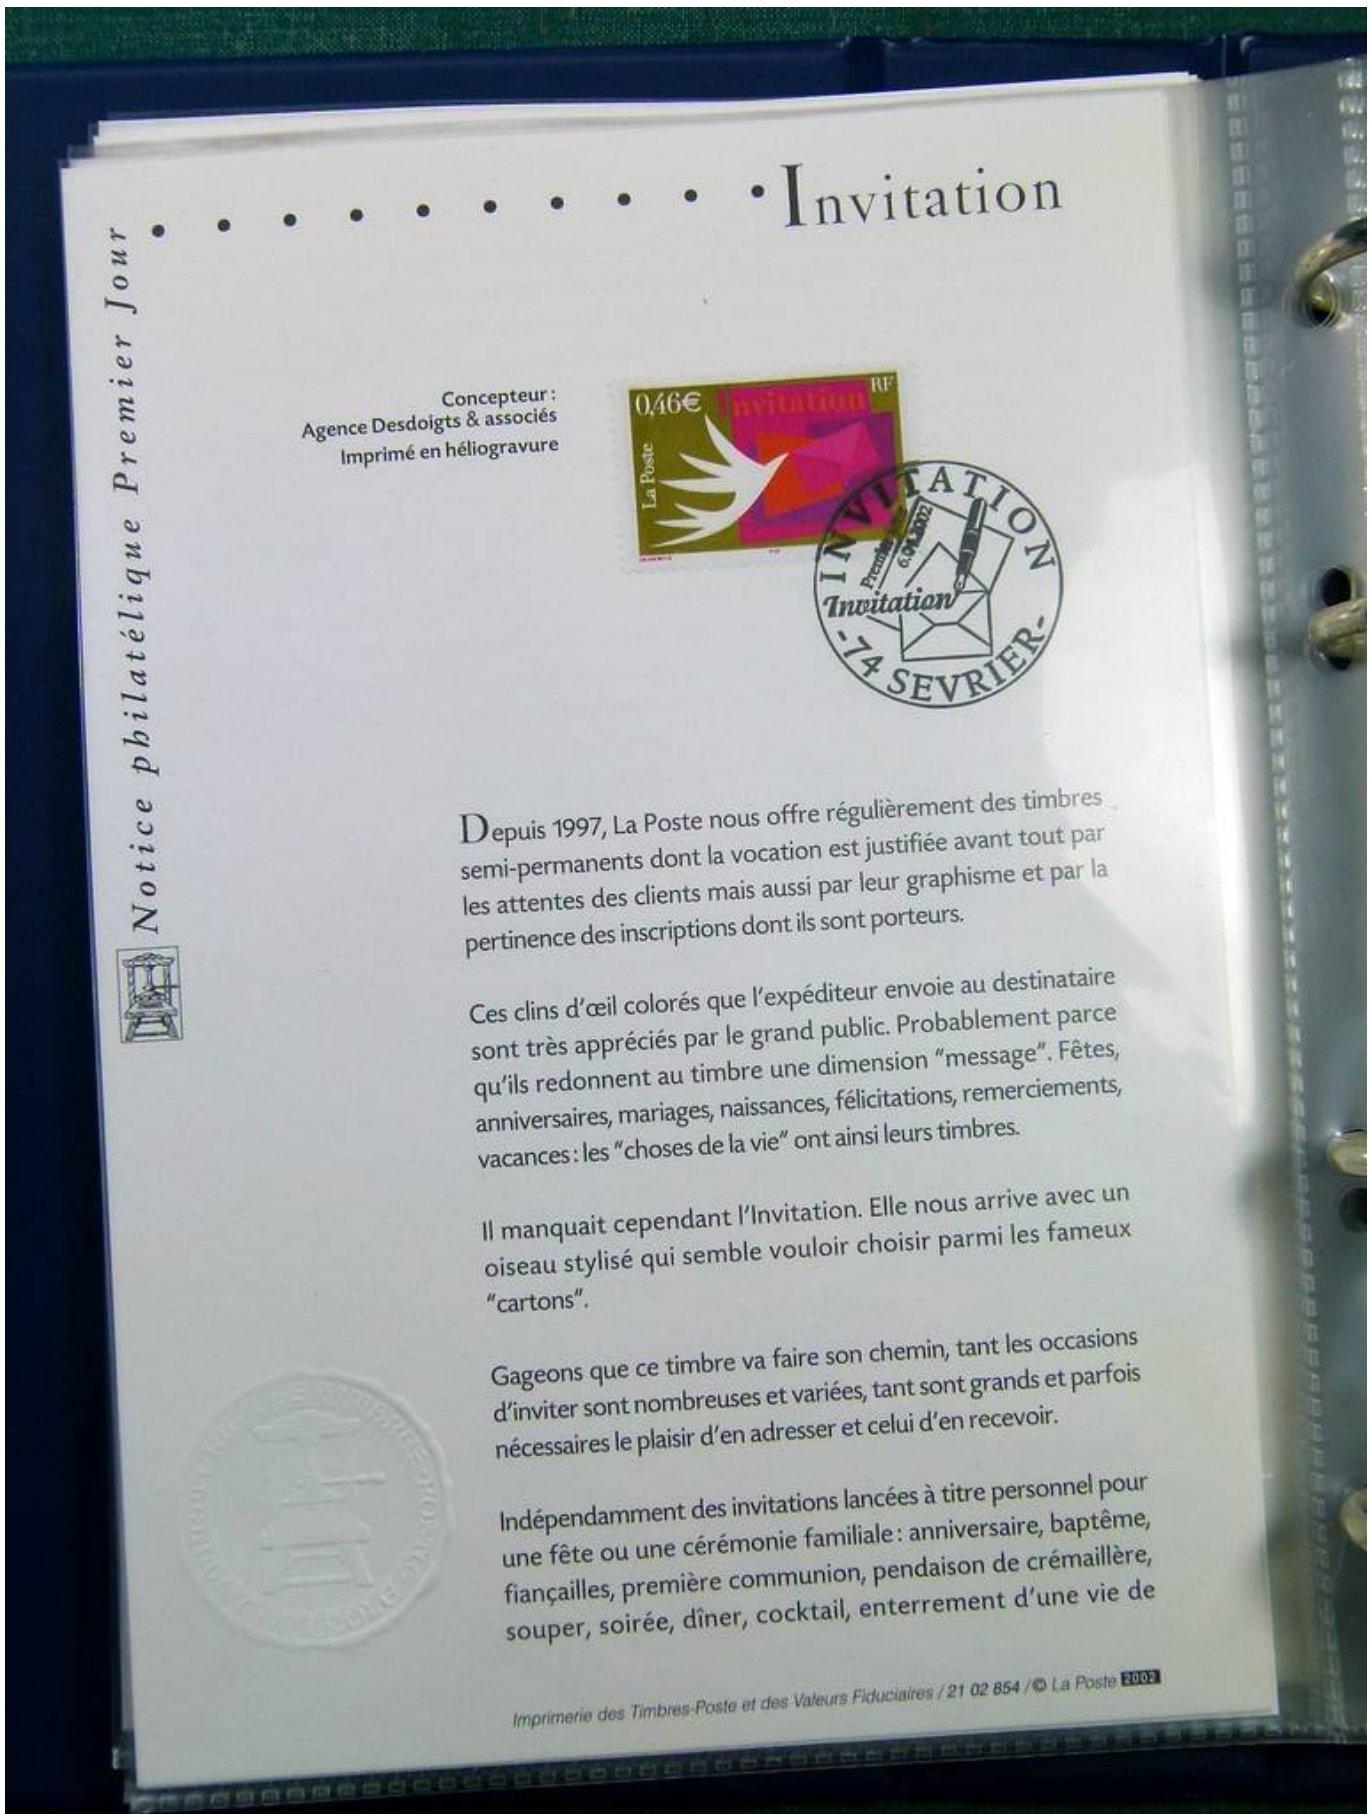 Invitation
Notice philatélique Premier Jour
Concepteur :
Agence Desdoigts & associés
Imprimé en héliogravure
0,46€
Invitation
RF
La Poste
INVITATION
Premier
Invitation
-74 SEVRIER-
Depuis 1997, La Poste nous offre régulièrement des timbres
semi-permanents dont la vocation est justifiée avant tout par
les attentes des clients mais aussi par leur graphisme et par la
pertinence des inscriptions dont ils sont porteurs.
Ces clins d'œil colorés que l'expéditeur envoie au destinataire
sont très appréciés par le grand public. Probablement parce
qu'ils redonnent au timbre une dimension "message". Fêtes,
anniversaires, mariages, naissances, félicitations, remerciements,
vacances : les "choses de la vie" ont ainsi leurs timbres.
Il manquait cependant l'Invitation. Elle nous arrive avec un
oiseau stylisé qui semble vouloir choisir parmi les fameux
"cartons".
Gageons que ce timbre va faire son chemin, tant les occasions
d'inviter sont nombreuses et variées, tant sont grands et parfois
nécessaires le plaisir d'en adresser et celui d'en recevoir.
Indépendamment des invitations lancées à titre personnel pour
une fête ou une cérémonie familiale : anniversaire, baptême,
fiançailles, première communion, pendaison de crémaillère,
souper, soirée, dîner, cocktail, enterrement d'une vie de
Imprimerie des Timbres-Poste et des Valeurs Fiduciaires / 21 02 854 / © La Poste 2002